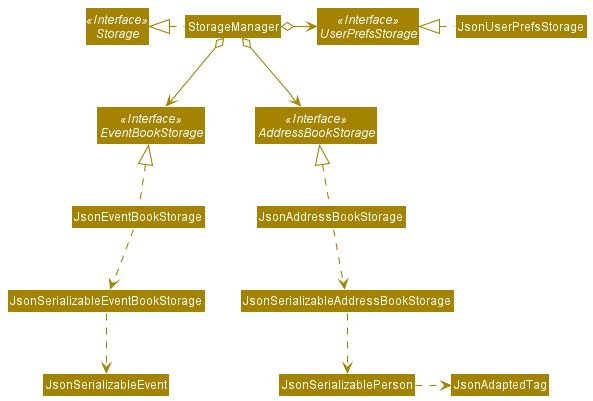 «Interface»
Storage
StorageManager
«Interface»
UserPrefsStorage
JsonUserPrefsStorage
«Interface»
EventBookStorage
«Interface»
AddressBookStorage
JsonEventBookStorage
JsonAddressBookStorage
JsonSerializableEventBookStorage
JsonSerializableAddressBookStorage
JsonSerializableEvent
JsonSerializablePerson
JsonAdaptedTag